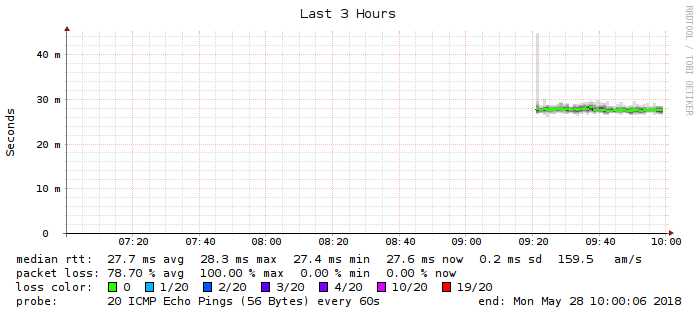 Last 3 Hours
RRDTOOL / TOBI OETIKER
Seconds
40 m
30 m
20 m
10 m
0
07:20 07:40 08:00 08:20 08:40 09:00 09:20 09:40 10:00
median rtt: 27.7 ms avg 28.3 ms max 27.4 ms min 27.6 ms now 0.2 ms sd 159.5 am/s
packet loss: 78.70 % avg 100.00 % max 0.00 % min 0.00 % now
loss color: 0 1/20 2/20 3/20 4/20 10/20 19/20
probe: 20 ICMP Echo Pings (56 Bytes) every 60s end: Mon May 28 10:00:06 2018